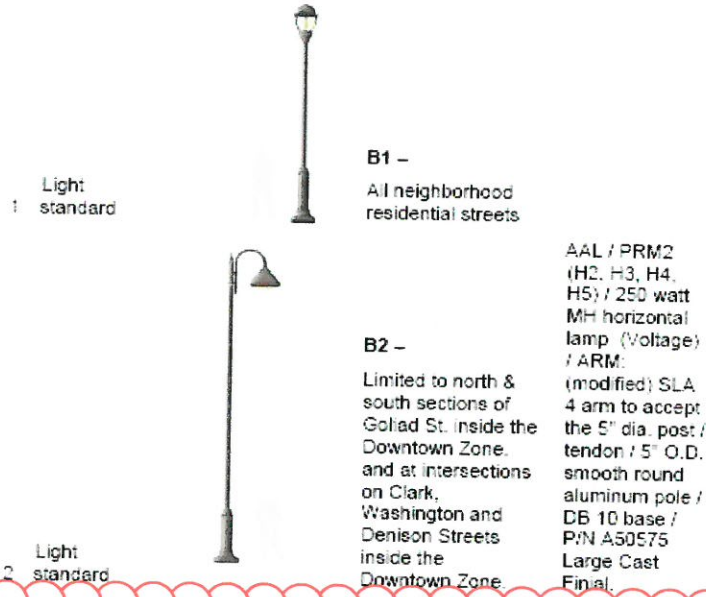 B1 –
All neighborhood
residential streets
Light
1 standard
B2 –
Limited to north &
south sections of
Goliad St. inside the
Downtown Zone.
and at intersections
on Clark,
Washington and
Denison Streets
inside the
Downtown Zone.
AAL / PRM2
(H2, H3, H4,
H5) / 250 watt
MH horizontal
lamp (Voltage)
/ ARM:
(modified) SLA
4 arm to accept
the 5" dia. post /
tendon / 5" O.D.
smooth round
aluminum pole /
DB 10 base /
P/N A50575
Large Cast
Finial.
Light
2 standard